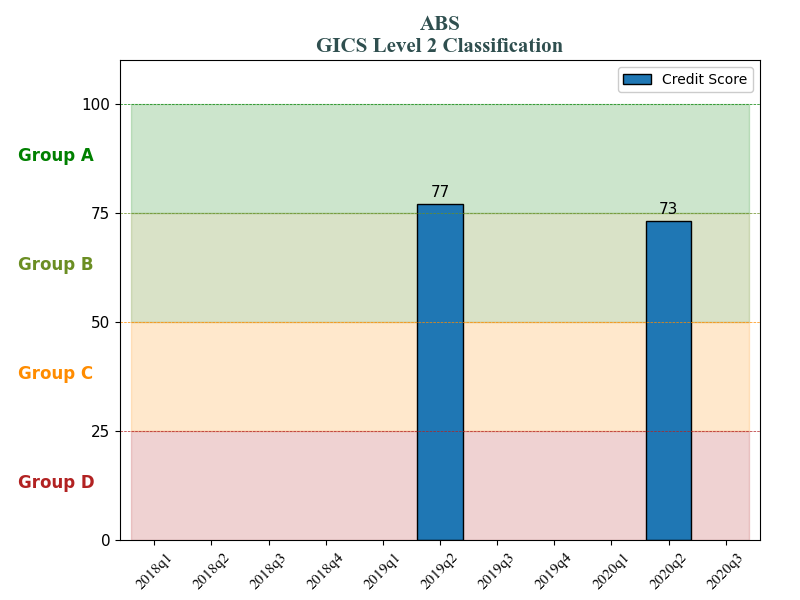 ABS
GICS Level 2 Classification
Credit Score
100
Group A
77
75
73
Group B
50
Group C
25
Group D
0
2018q1
2018q2
2018q3
2018q4
2019q1
2019q2
2019q3
2019q4
2020q1
2020q2
2020q3